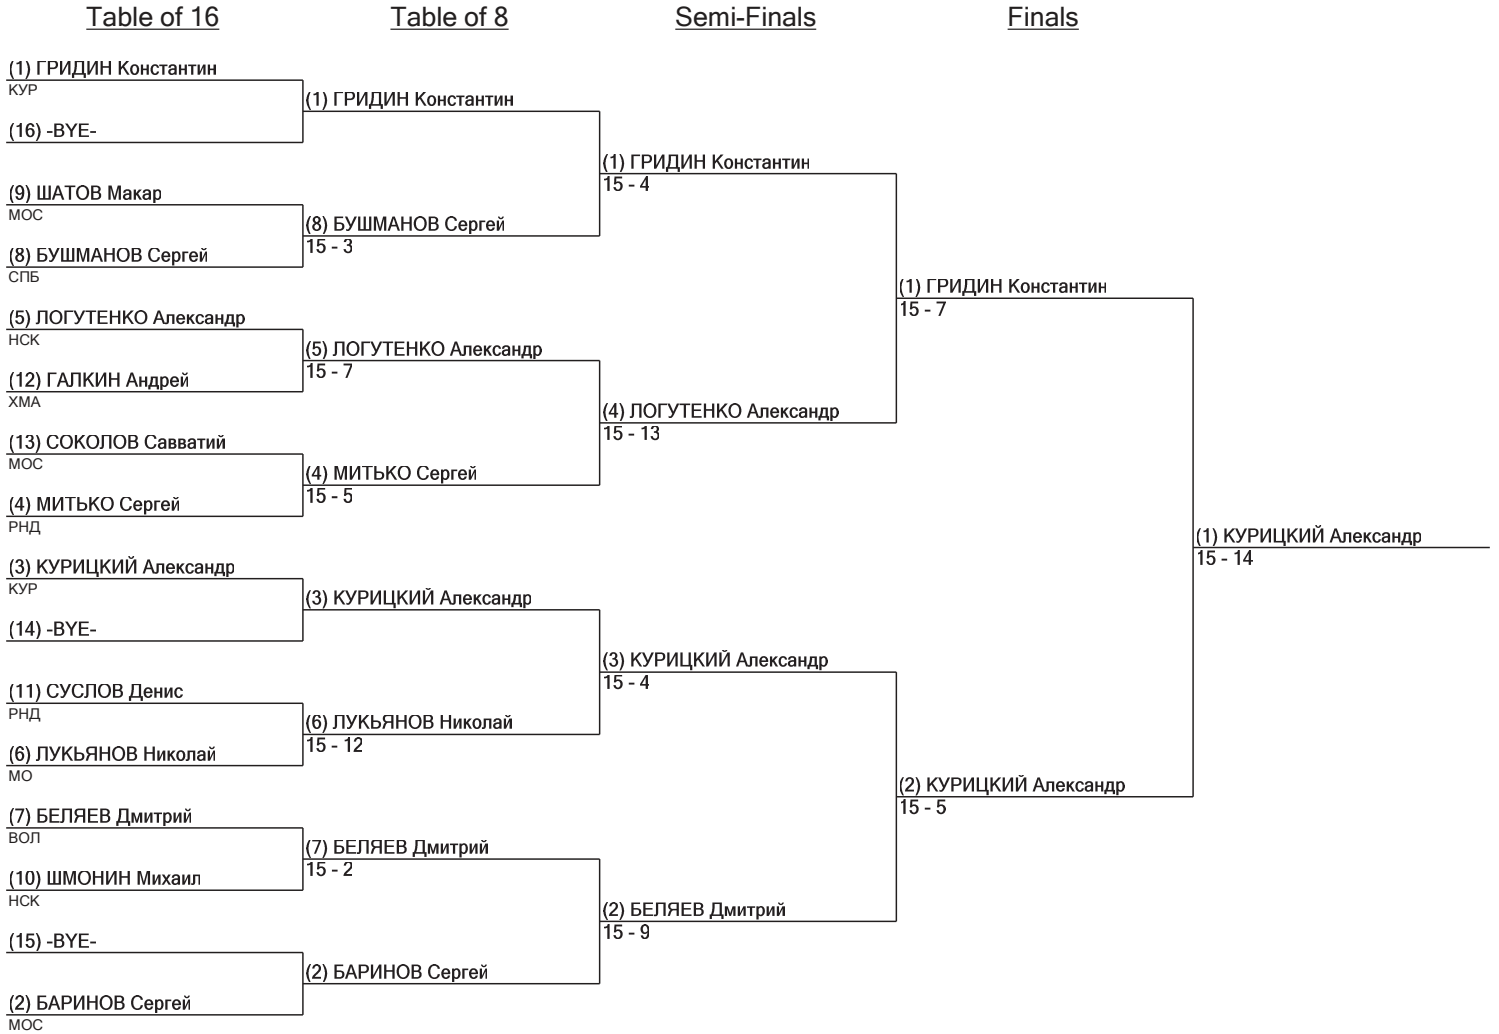 Table of 16
Table of 8
Semi-Finals
Finals
(1) ГРИДИН Константин
КУР
(16) -BYE-
(9) ШАТОВ Макар
МОС
(8) БУШМАНОВ Сергей
СПБ
(5) ЛОГУТЕНКО Александр
НСК
(12) ГАЛКИН Андрей
ХМА
(13) СОКОЛОВ Савватий
МОС
(4) МИТЬКО Сергей
РНД
(3) КУРИЦКИЙ Александр
КУР
(14) -BYE-
(11) СУСЛОВ Денис
РНД
(6) ЛУКЬЯНОВ Николай
МО
(7) БЕЛЯЕВ Дмитрий
ВОЛ
(10) ШМОНИН Михаил
НСК
(15) -BYE-
(2) БАРИНОВ Сергей
МОС
(1) ГРИДИН Константин
(8) БУШМАНОВ Сергей
15 - 3
(5) ЛОГУТЕНКО Александр
15 - 7
(4) МИТЬКО Сергей
15 - 5
(3) КУРИЦКИЙ Александр
(6) ЛУКЬЯНОВ Николай
15 - 12
(7) БЕЛЯЕВ Дмитрий
15 - 2
(2) БАРИНОВ Сергей
(1) ГРИДИН Константин
15 - 4
(4) ЛОГУТЕНКО Александр
15 - 13
(3) КУРИЦКИЙ Александр
15 - 4
(2) БЕЛЯЕВ Дмитрий
15 - 9
(1) ГРИДИН Константин
15 - 7
(2) КУРИЦКИЙ Александр
15 - 5
(1) КУРИЦКИЙ Александр
15 - 14